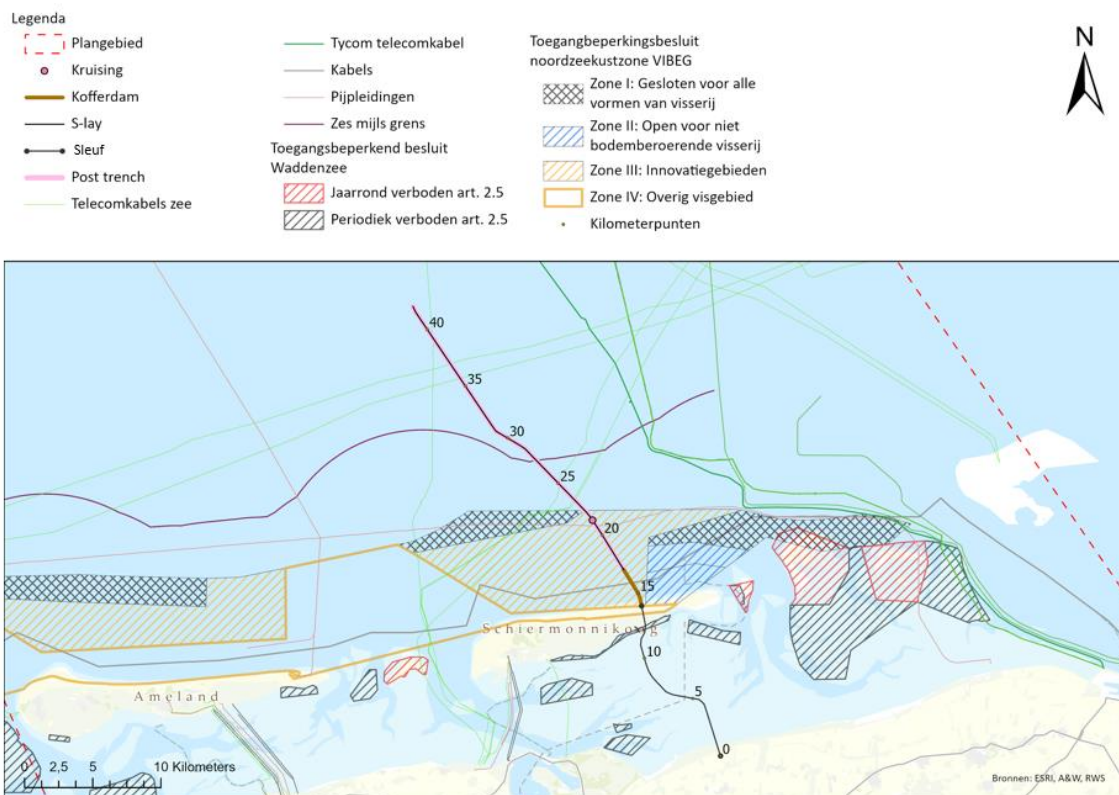 Legenda
Plangebied
Kruising
Kofferdam
S-lay
Sleuf
Post trench
Telecomkabels zee
Tycom telecomkabel
Kabels
Pijpleidingen
Zes mijls grens
Toegangsbeperkend besluit
Waddenzee
Jaarrond verboden art. 2.5
Periodiek verboden art. 2.5
Toegangbeperkingsbesluit
noordzeekustzone VIBEG
Zone I: Gesloten voor alle
vormen van visserij
Zone II: Open voor niet
bodemberoerende visserij
Zone III: Innovatiegebieden
Zone IV: Overig visgebied
Kilometerpunten
N
40
35
30
25
20
15
Schiermonnikoog
10
Ameland
5
0
0 2,5 5 10 Kilometers
Bronnen: ESRI, A&W, RWS